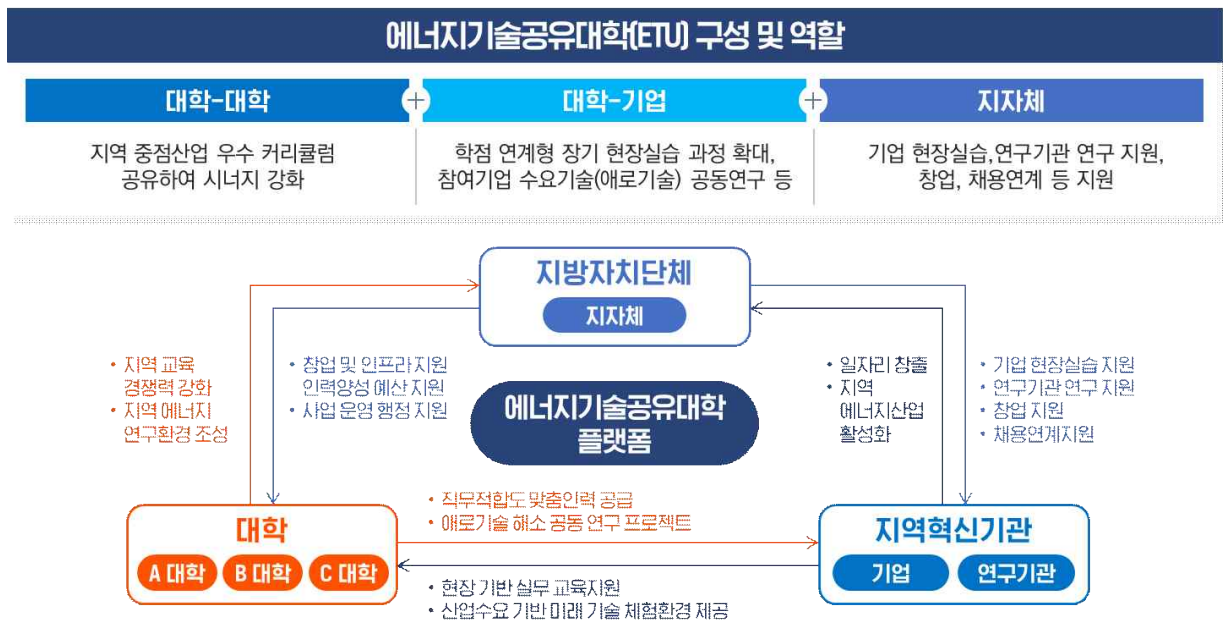 에너지기술공유대학(ETU) 구성 및 역할
대학-대학
+
대학-기업
+
지자체
지역 중점산업 우수 커리큘럼
공유하여 시너지 강화
학점 연계형 장기 현장실습 과정 확대,
참여기업 수요기술(애로기술) 공동연구 등
기업 현장실습,연구기관 연구 지원,
창업, 채용연계 등 지원
지방자치단체
지자체
• 지역 교육
경쟁력 강화
• 지역 에너지
연구환경 조성
• 창업 및 인프라 지원
인력양성 예산 지원
• 사업 운영 행정 지원
에너지기술공유대학
플랫폼
• 일자리 창출
• 지역
에너지산업
활성화
• 기업 현장실습 지원
• 연구기관 연구 지원
• 창업 지원
• 채용연계지원
대학
A 대학
B 대학
C 대학
• 직무적합도 맞춤인력 공급
• 애로기술 해소 공동 연구 프로젝트
• 현장 기반 실무 교육지원
• 산업수요 기반 미래 기술 체험환경 제공
지역혁신기관
기업
연구기관